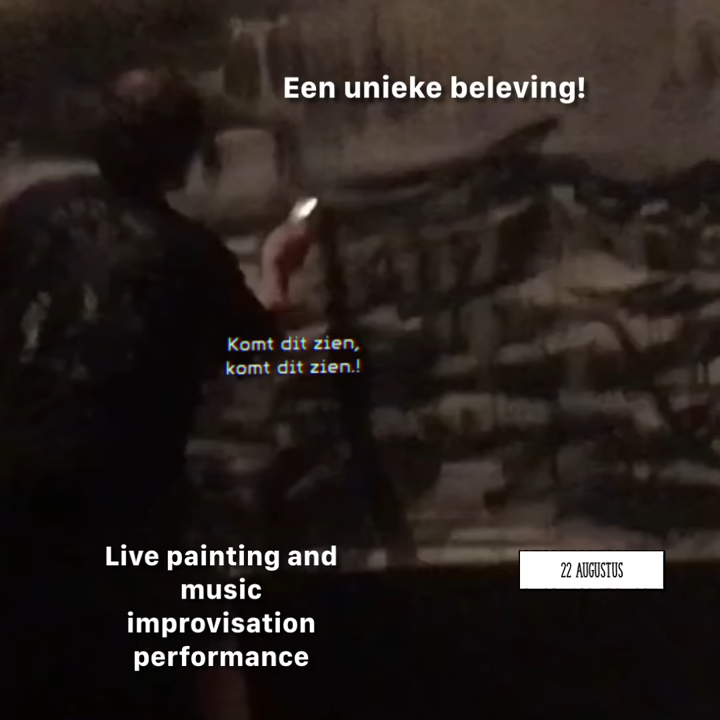 Een unieke beleving!
Komt dit zien,
komt dit zien.!
Live painting and
music
improvisation
performance
22 AUGUSTUS